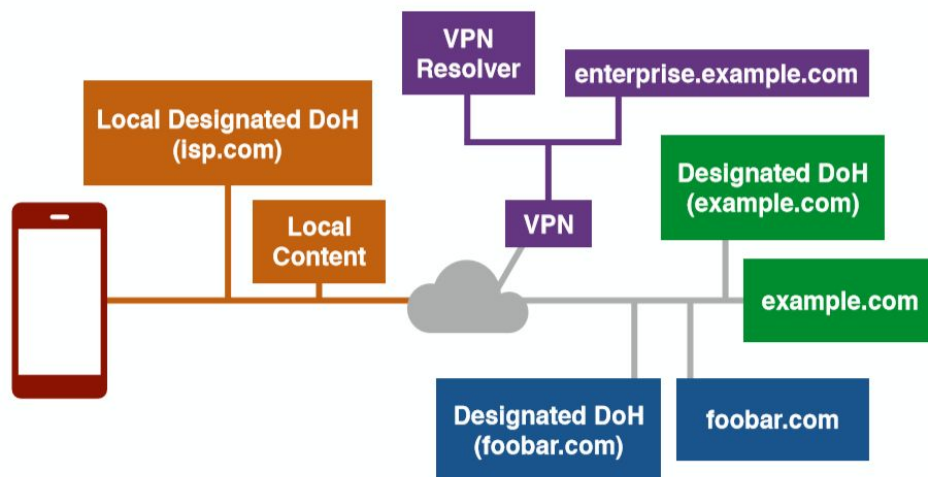 VPN
Resolver
enterprise.example.com
Local Designated DoH
(isp.com)
Designated DoH
(example.com)
VPN
Local
Content
example.com
Designated DoH
(foobar.com)
foobar.com